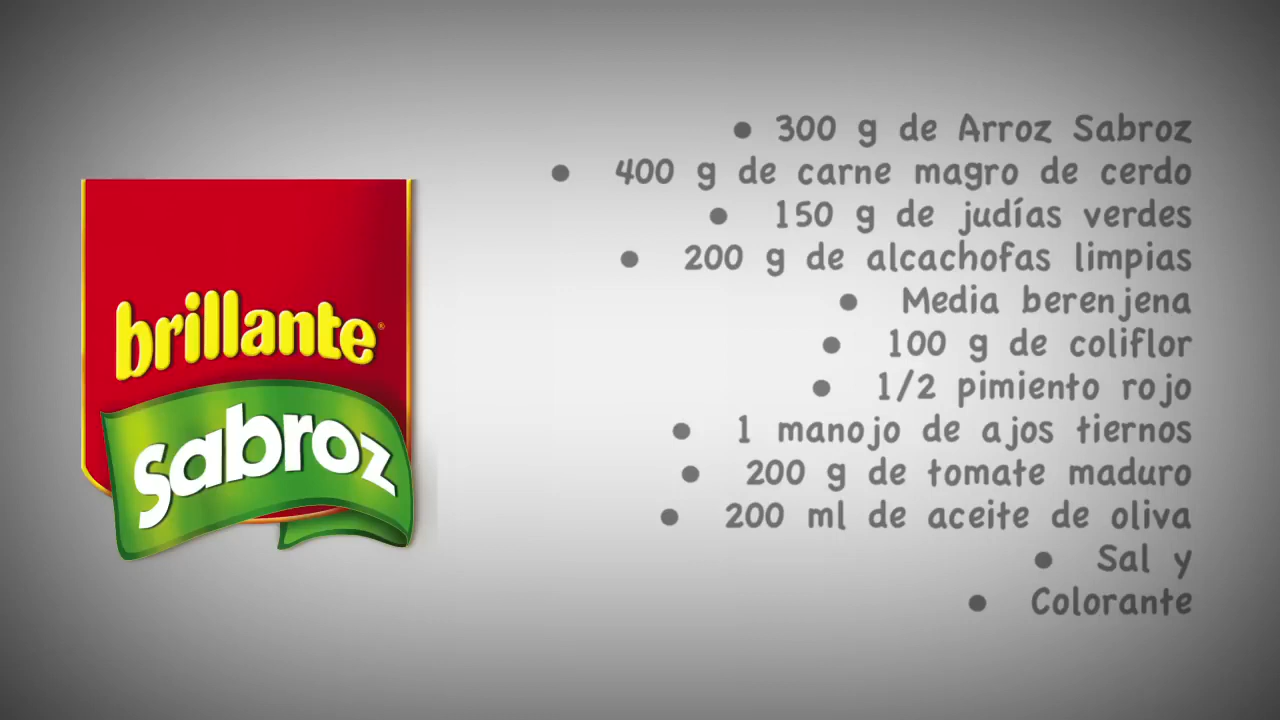 brillante®
Sabroz
• 300 g de Arroz Sabroz
• 400 g de carne magro de cerdo
• 150 g de judías verdes
• 200 g de alcachofas limpias
• Media berenjena
• 100 g de coliflor
• 1/2 pimiento rojo
• 1 manojo de ajos tiernos
• 200 g de tomate maduro
• 200 ml de aceite de oliva
• Sal y
• Colorante